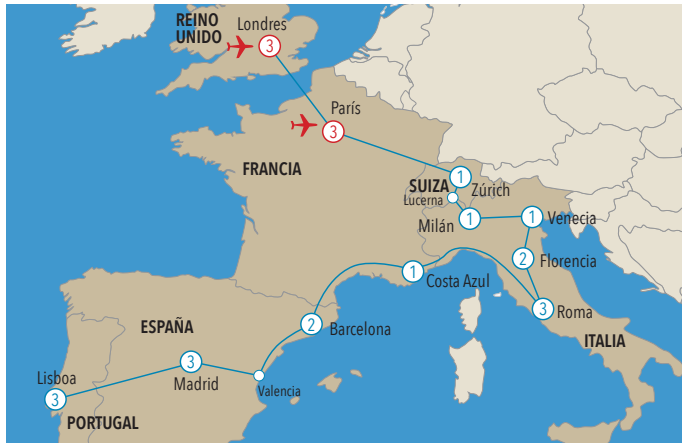 REINO
UNIDO
Londres
3
París
3
FRANCIA
1
Zúrich
SUIZA
Lucerna
Milán
1
1
Venecia
2
Florencia
1
Costa Azul
3
Roma
ITALIA
2
Barcelona
ESPAÑA
3
Madrid
Valencia
Lisboa
3
PORTUGAL